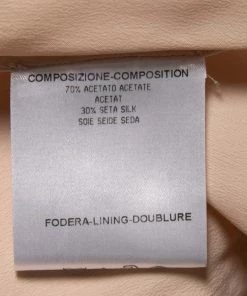 COMPOSIZIONE-COMPOSITION
70% ACETATO ACETATE
ACETAT
30% SETA SILK
SOIE SEIDE SEDA
FODERA-LINING-DOUBLURE